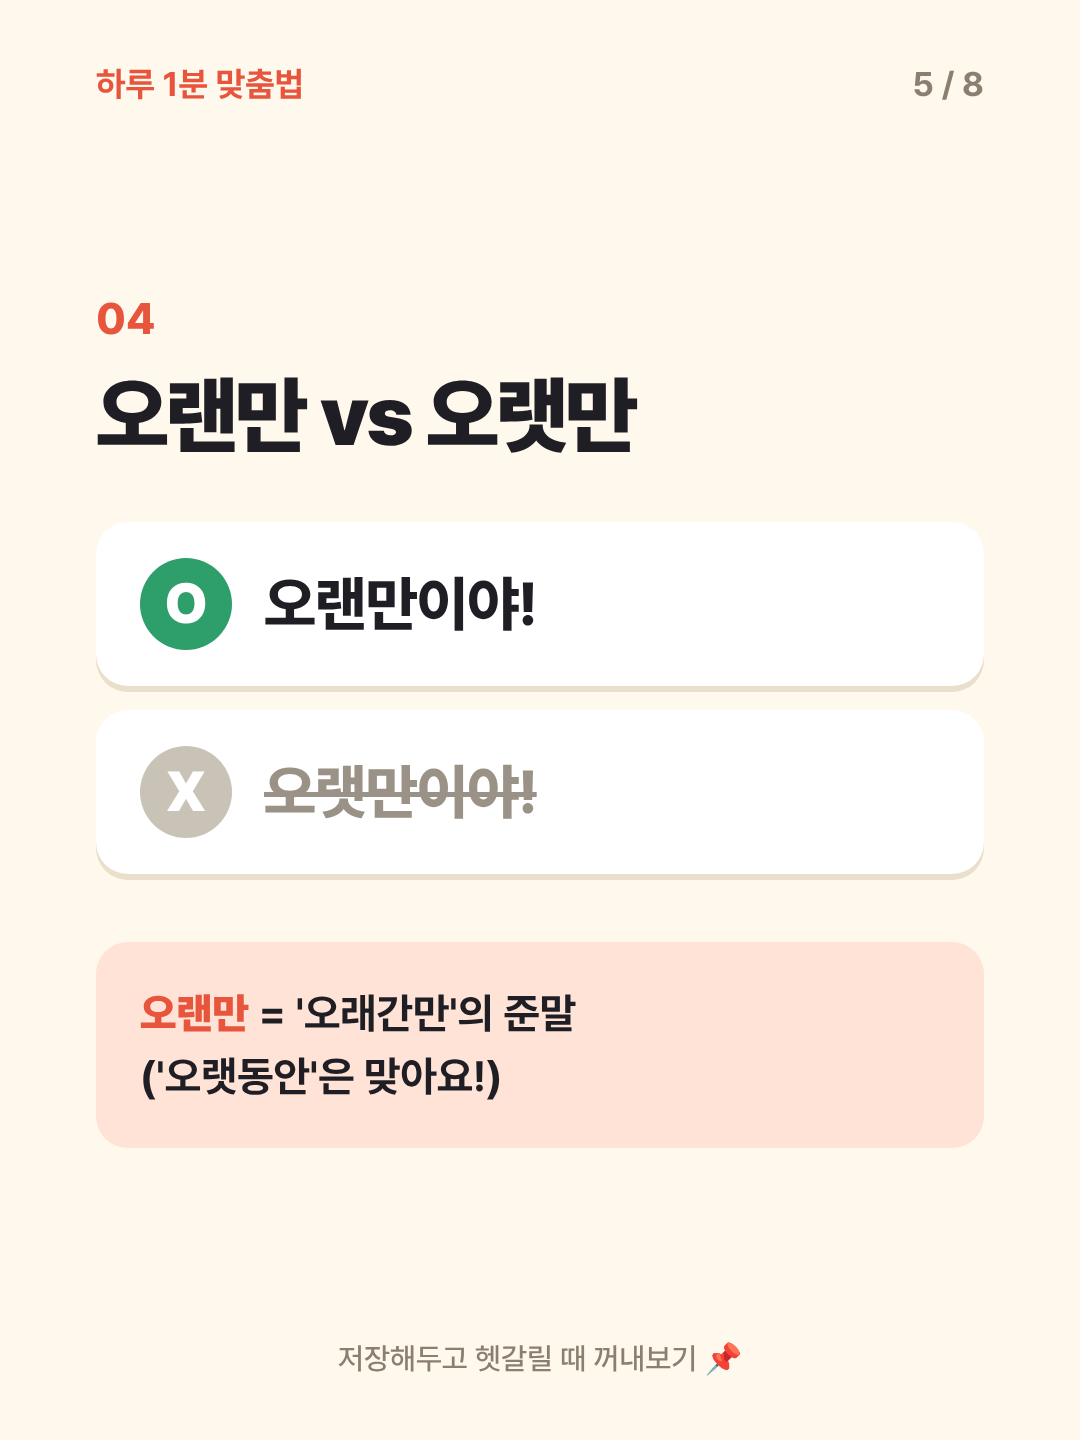 하루 1분 맞춤법
5 / 8
04
오랜만 vs 오랫만
O 오랜만이야!
X 오랫만이야!
오랜만 = '오래간만'의 준말
('오랫동안'은 맞아요!)
저장해두고 헷갈릴 때 꺼내보기 📌